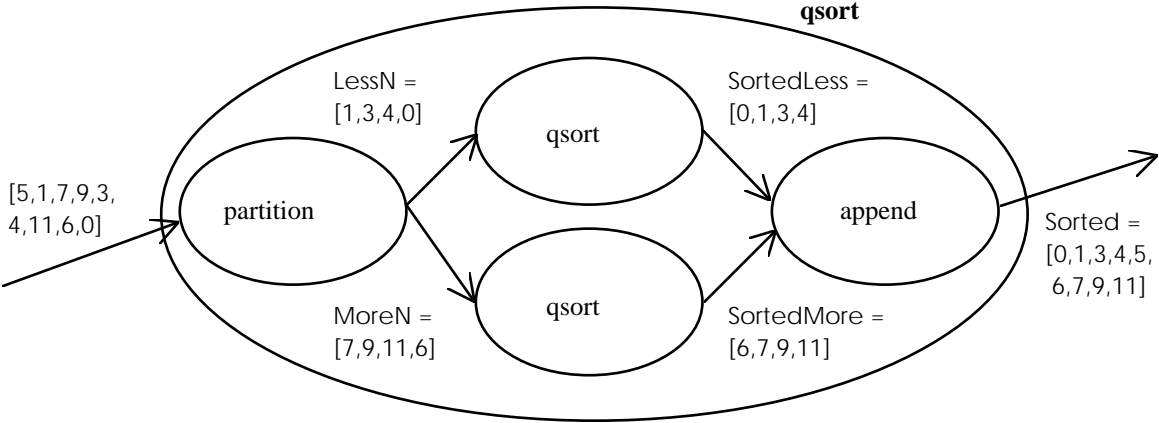 qsort
LessN =
[1,3,4,0]
SortedLess =
[0,1,3,4]
qsort
[5,1,7,9,3,
4,11,6,0]
partition
append
Sorted =
[0,1,3,4,5,
6,7,9,11]
qsort
MoreN =
[7,9,11,6]
SortedMore =
[6,7,9,11]